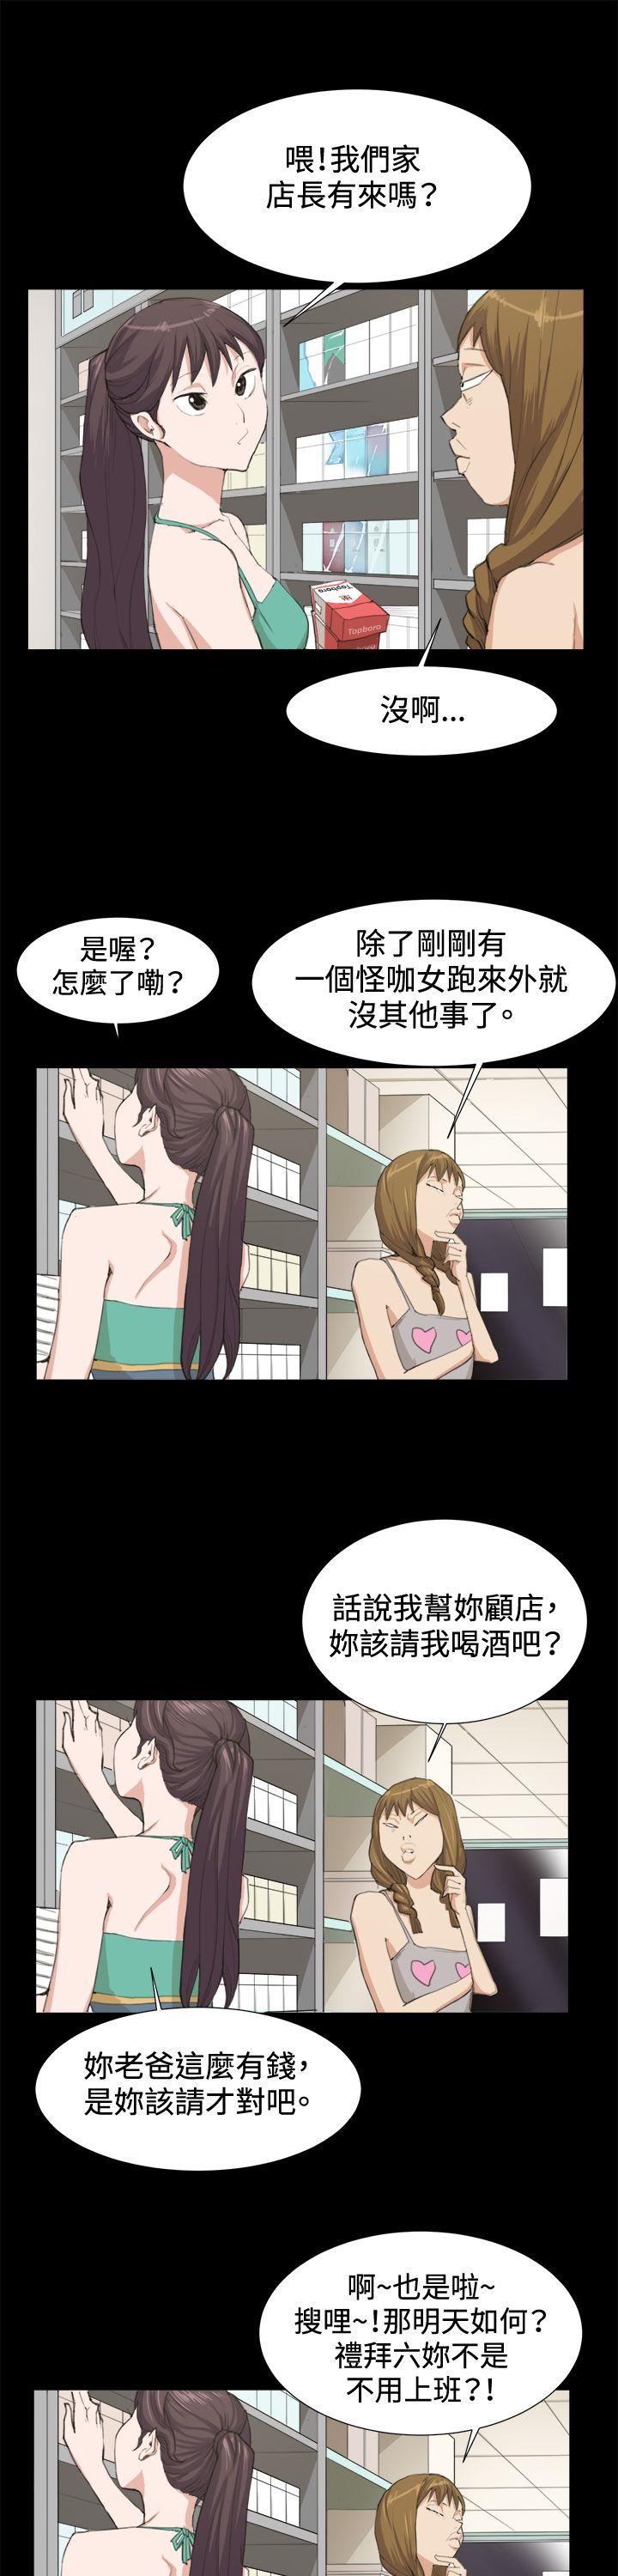 喂!我們家
店長有來嗎?
Topboro
沒啊...
是喔?
怎麼了嘞?
除了剛剛有
一個怪咖女跑來外就
沒其他事了。
話說我幫妳顧店,
妳該請我喝酒吧?
妳老爸這麼有錢,
是妳該請才對吧。
啊~也是啦~
搜哩~!那明天如何?
禮拜六妳不是
不用上班?!